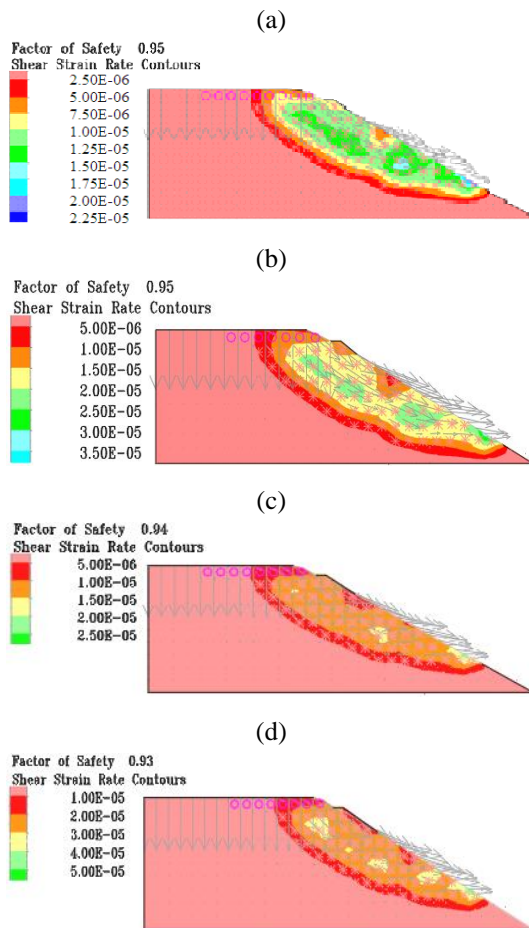 (a)
Factor of Safety 0.95
Shear Strain Rate Contours
2.50E-06
5.00E-06
7.50E-06
1.00E-05
1.25E-05
1.50E-05
1.75E-05
2.00E-05
2.25E-05
(b)
Factor of Safety 0.95
Shear Strain Rate Contours
5.00E-06
1.00E-05
1.50E-05
2.00E-05
2.50E-05
3.00E-05
3.50E-05
(c)
Factor of Safety 0.94
Shear Strain Rate Contours
5.00E-06
1.00E-05
1.50E-05
2.00E-05
2.50E-05
(d)
Factor of Safety 0.93
Shear Strain Rate Contours
1.00E-05
2.00E-05
3.00E-05
4.00E-05
5.00E-05